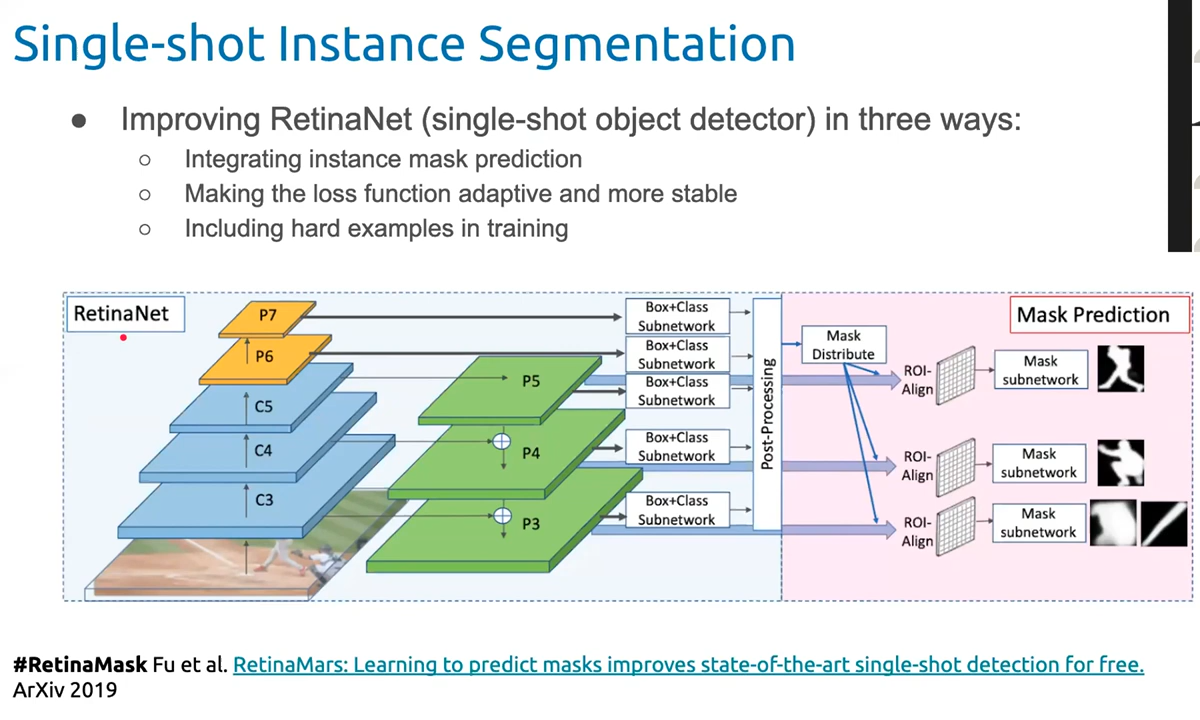 Single-shot Instance Segmentation
● Improving RetinaNet (single-shot object detector) in three ways:
○ Integrating instance mask prediction
○ Making the loss function adaptive and more stable
○ Including hard examples in training
RetinaNet
P7
P6
C5
C4
C3
P5
P4
P3
Box+Class
Subnetwork
Box+Class
Subnetwork
Box+Class
Subnetwork
Box+Class
Subnetwork
Box+Class
Subnetwork
Post-Processing
Mask Prediction
Mask
Distribute
ROI-
Align
Mask
subnetwork
ROI-
Align
Mask
subnetwork
ROI-
Align
Mask
subnetwork
#RetinaMask Fu et al. RetinaMars: Learning to predict masks improves state-of-the-art single-shot detection for free.
ArXiv 2019